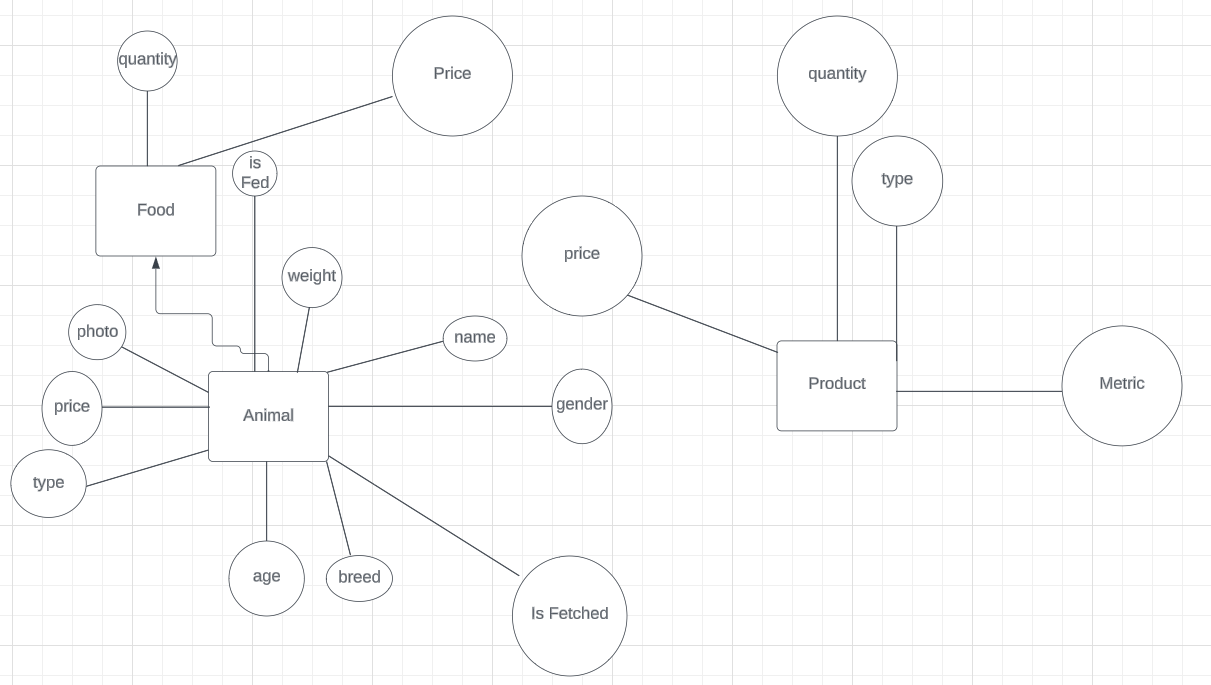 quantity
Price
quantity
is
Fed
type
Food
price
weight
photo
name
Product
Metric
price
Animal
gender
type
age
breed
Is Fetched